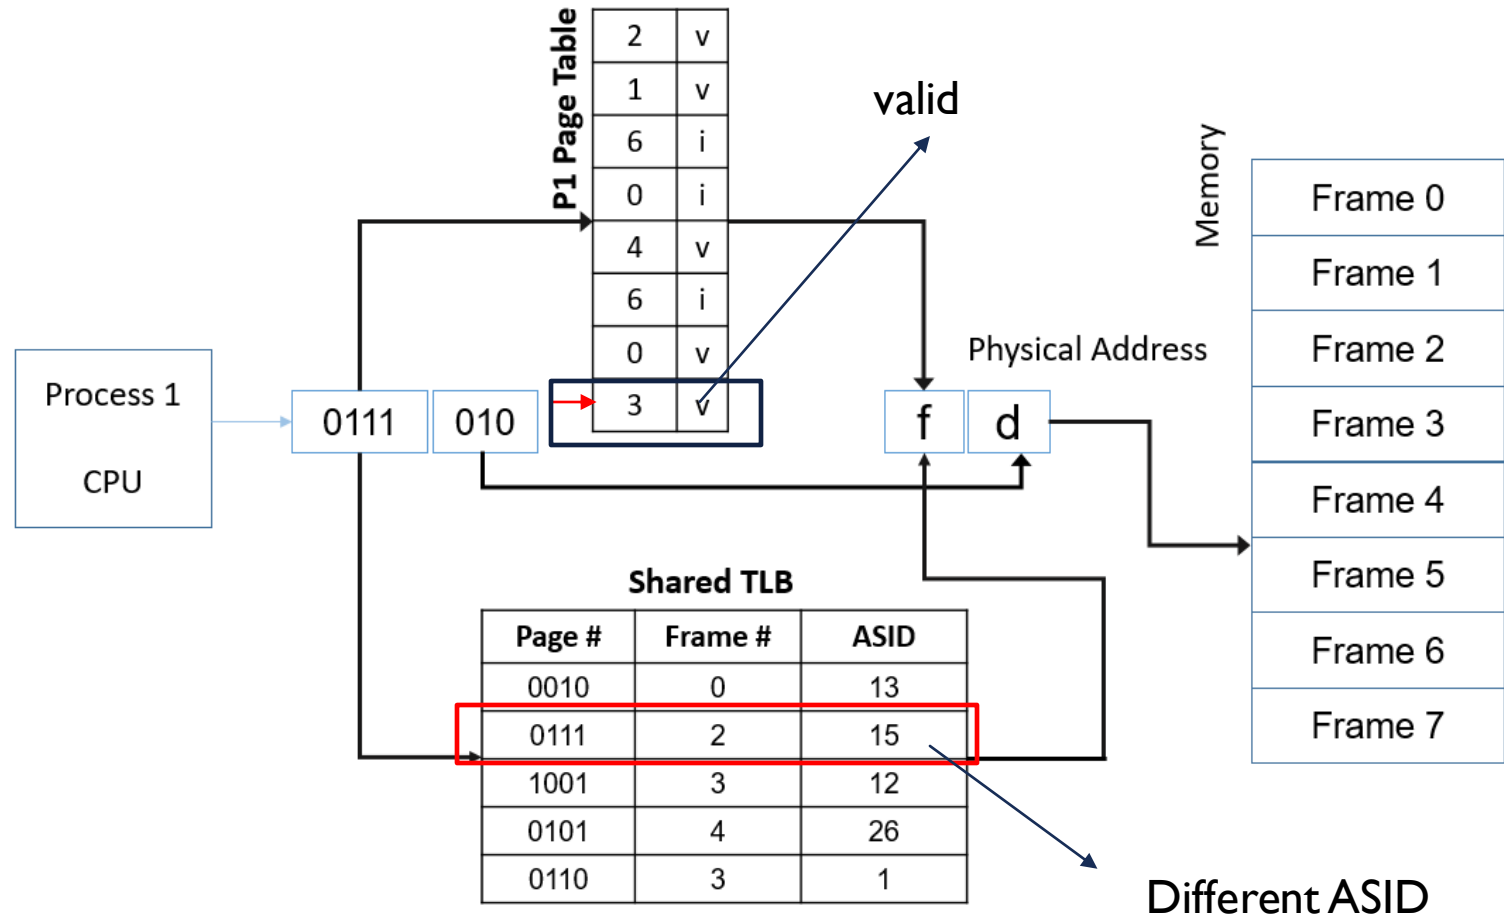 P1 Page Table
2 v
1 v
6 i
0 i
4 v
6 i
0 v
3 v
valid
Memory
Frame 0
Frame 1
Frame 2
Frame 3
Frame 4
Frame 5
Frame 6
Frame 7
Process 1
CPU
0111 010
Physical Address
f d
Shared TLB
Page # Frame # ASID
0010 0 13
0111 2 15
1001 3 12
0101 4 26
0110 3 1
Different ASID